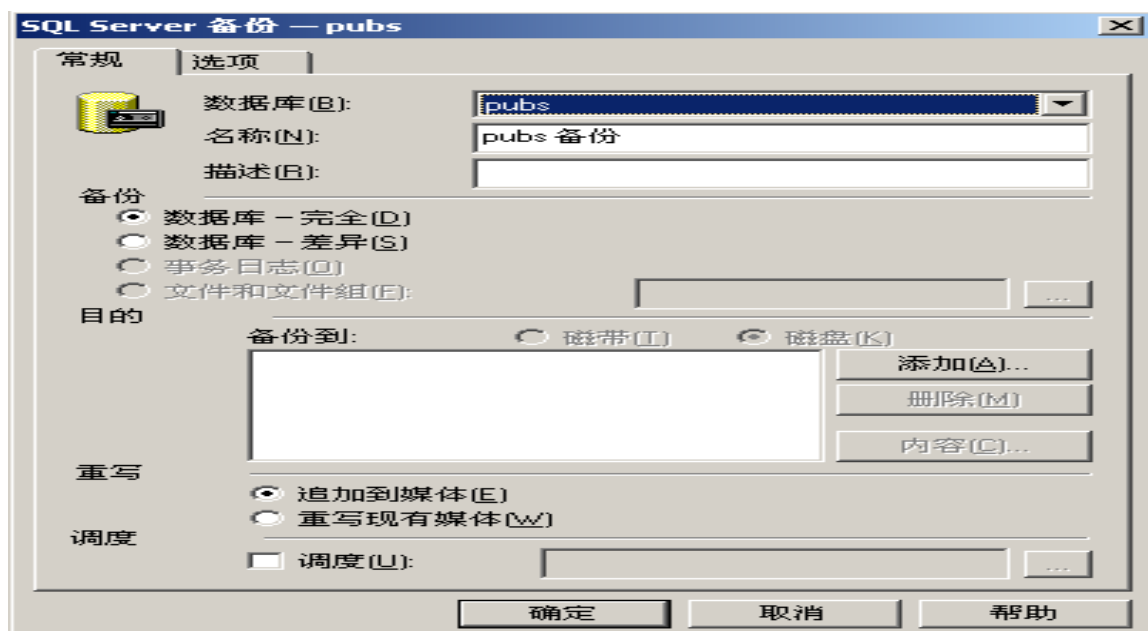 SQL Server 备份 — pubs
常规 选项
数据库(B): pubs
名称(N): pubs 备份
描述(R):
备份
数据库 - 完全(D)
数据库 - 差异(S)
事务日志(O)
文件和文件组(F): ...
目的
备份到: 磁带(T) 磁盘(K)
添加(A)...
删除(M)
内容(C)...
重写
追加到媒体(E)
重写现有媒体(W)
调度
调度(U): ...
确定 取消 帮助